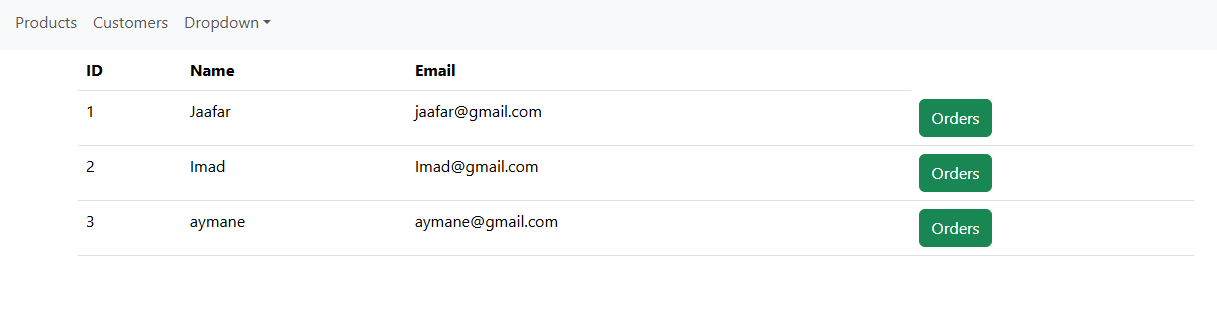 Products Customers Dropdown
ID Name Email
1 Jaafar jaafar@gmail.com Orders
2 Imad Imad@gmail.com Orders
3 aymane aymane@gmail.com Orders